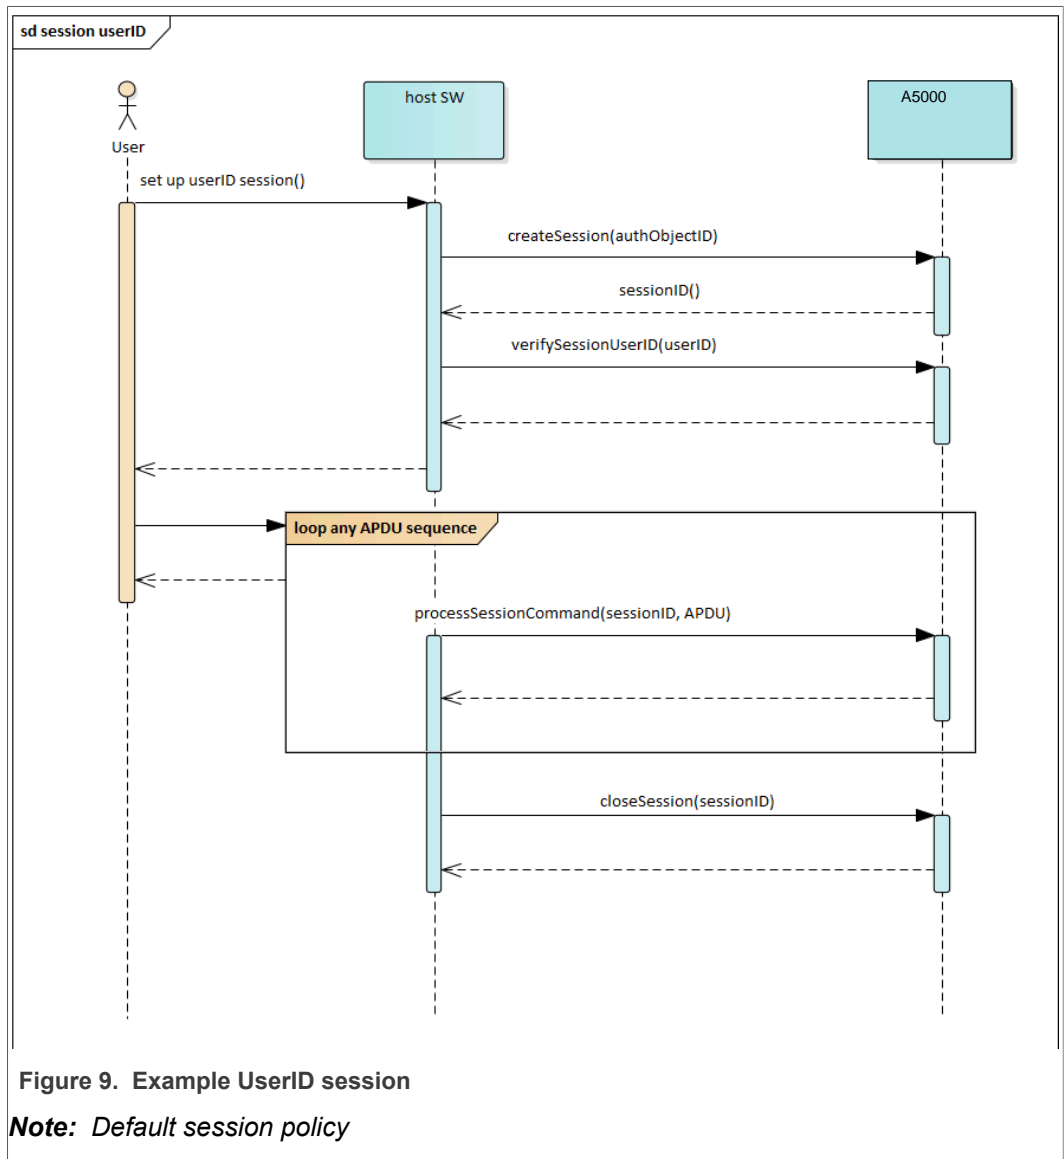 sd session userID
host SW
A5000
User
set up userID session()
createSession(authObjectID)
sessionID()
verifySessionUserID(userID)
loop any APDU sequence
processSessionCommand(sessionID, APDU)
closeSession(sessionID)
Figure 9. Example UserID session
Note: Default session policy